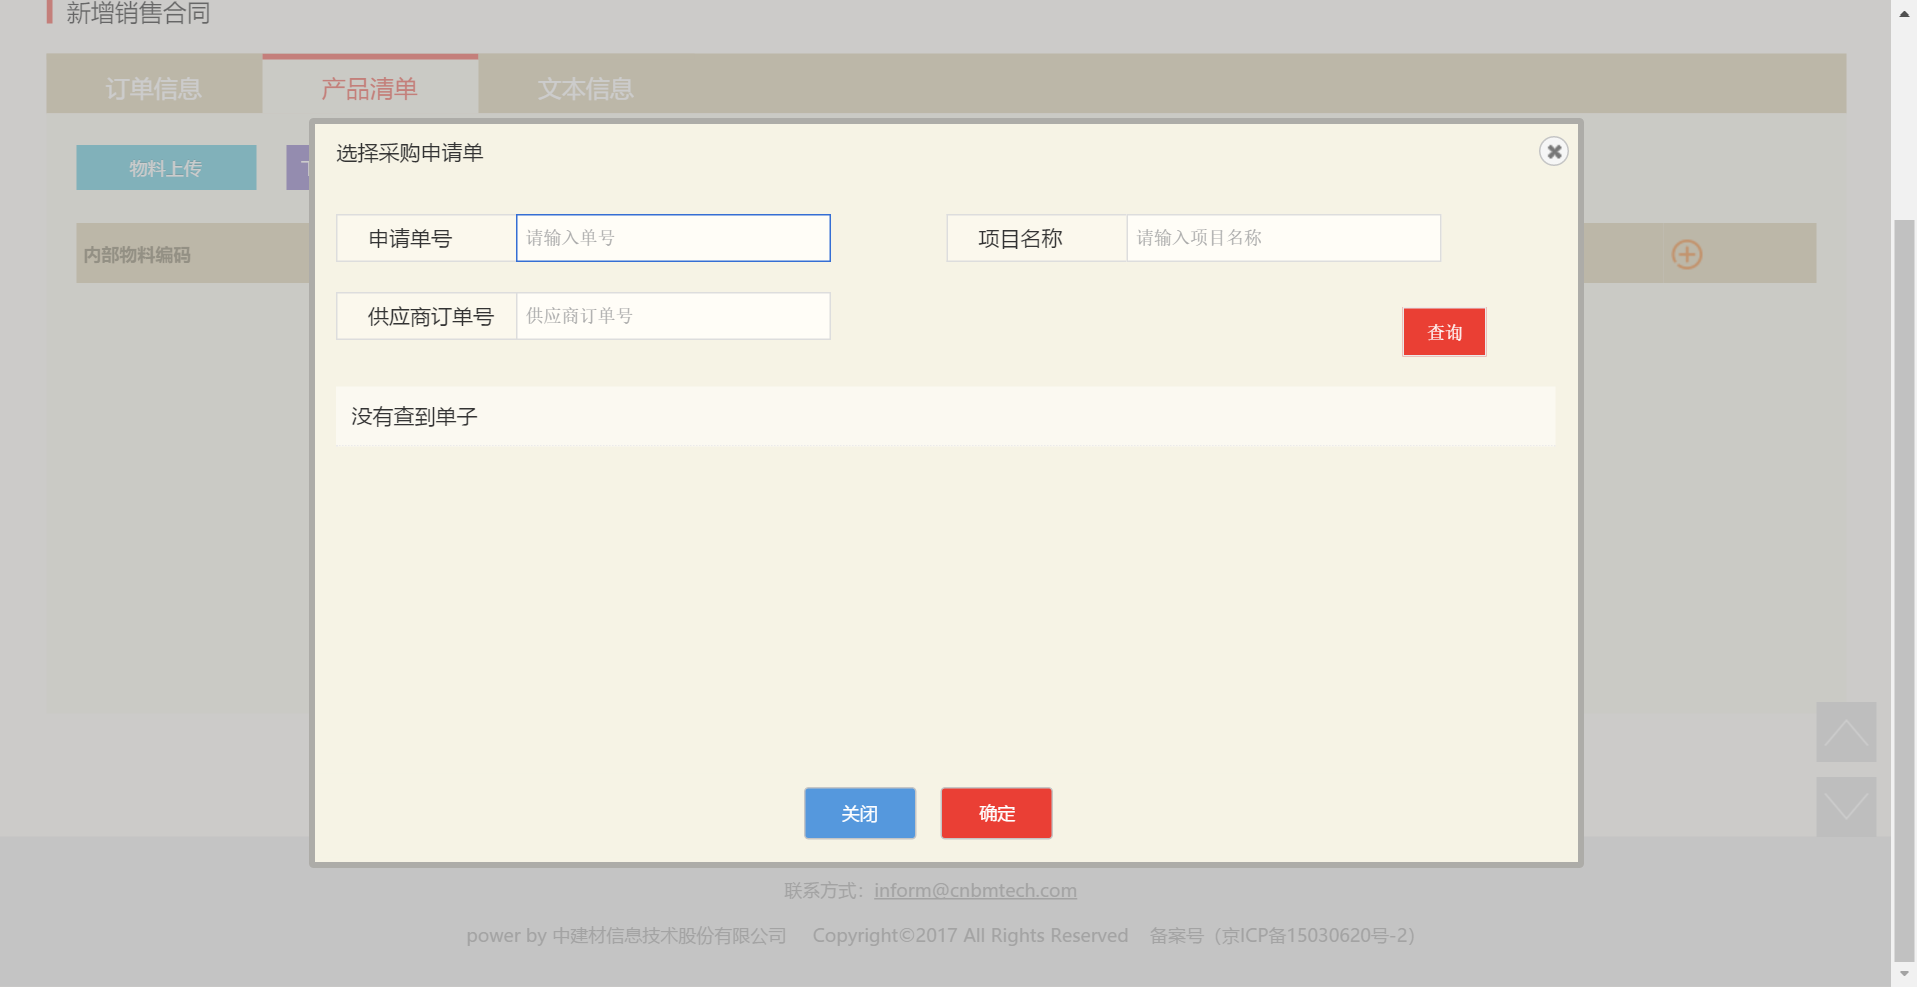 新增销售合同
订单信息 产品清单 文本信息
物料上传
选择采购申请单
申请单号 请输入单号 项目名称 请输入项目名称
内部物料编码
供应商订单号 供应商订单号
查询
没有查到单子
关闭 确定
联系方式：inform@cnbmtech.com
power by 中建材信息技术股份有限公司 Copyright©2017 All Rights Reserved 备案号（京ICP备15030620号-2）